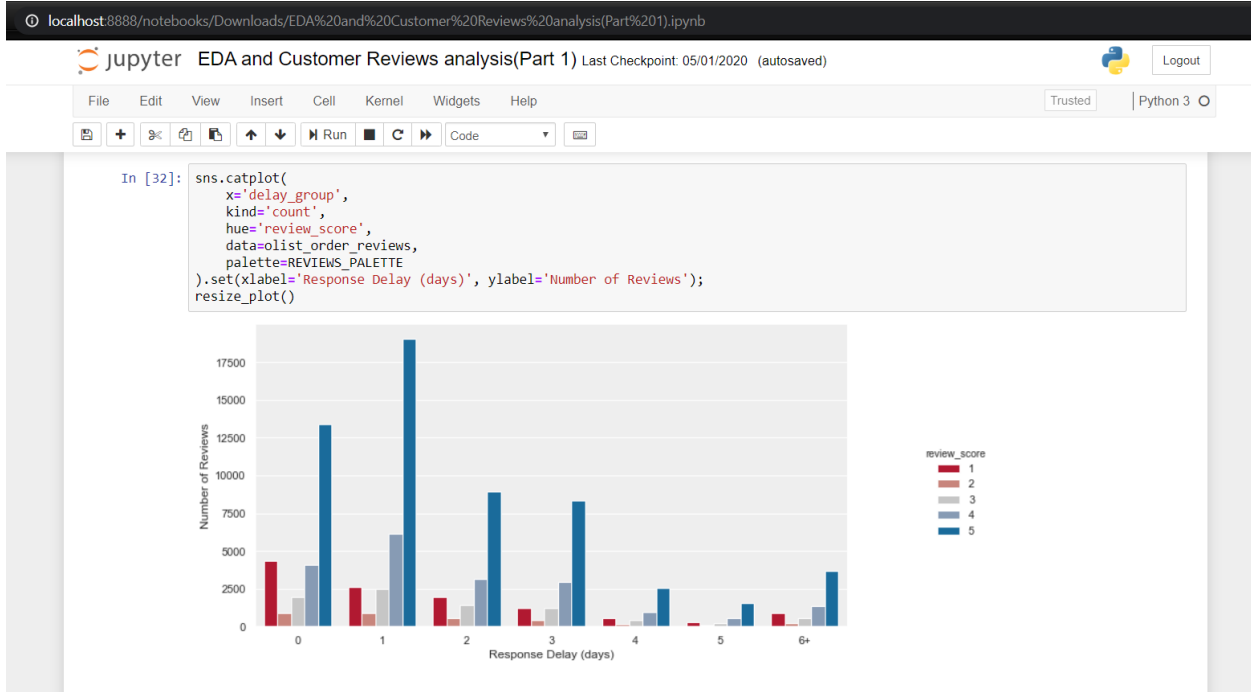 localhost:8888/notebooks/Downloads/EDA%20and%20Customer%20Reviews%20analysis(Part%201).ipynb
jupyter EDA and Customer Reviews analysis(Part 1) Last Checkpoint: 05/01/2020 (autosaved) Logout
File Edit View Insert Cell Kernel Widgets Help Trusted Python 3
Run Code
In [32]: sns.catplot(
x='delay_group',
kind='count',
hue='review_score',
data=olist_order_reviews,
palette=REVIEWS_PALETTE
).set(xlabel='Response Delay (days)', ylabel='Number of Reviews');
resize_plot()
17500
15000
12500
10000
7500
5000
2500
0
Number of Reviews
0 1 2 3 4 5 6+
Response Delay (days)
review_score
1
2
3
4
5